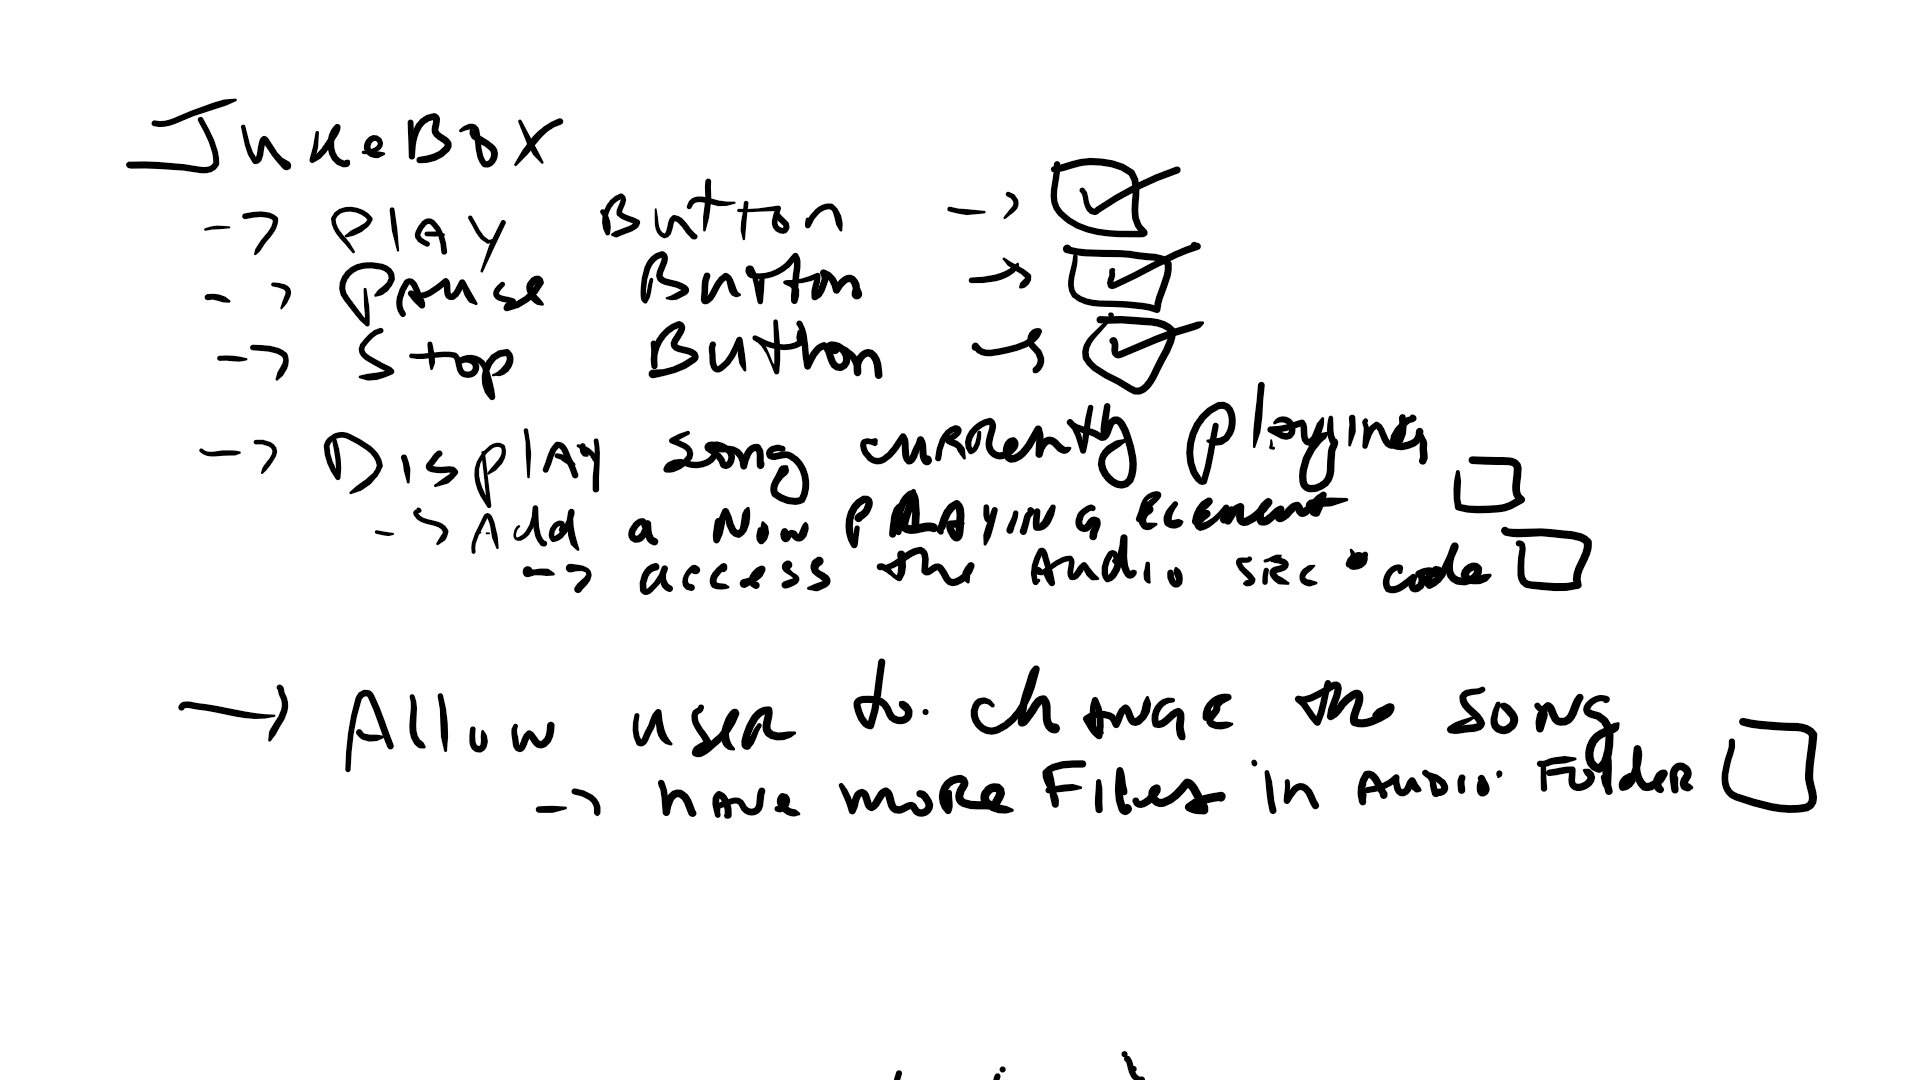 JukeBox
-> Play Button ->
-> Pause Button ->
-> Stop Button ->
-> Display song currently playing
-> Add a Now PLAYING Element
-> access the Audio src code
-> Allow user to change the song
-> have more Files in Audio Folder